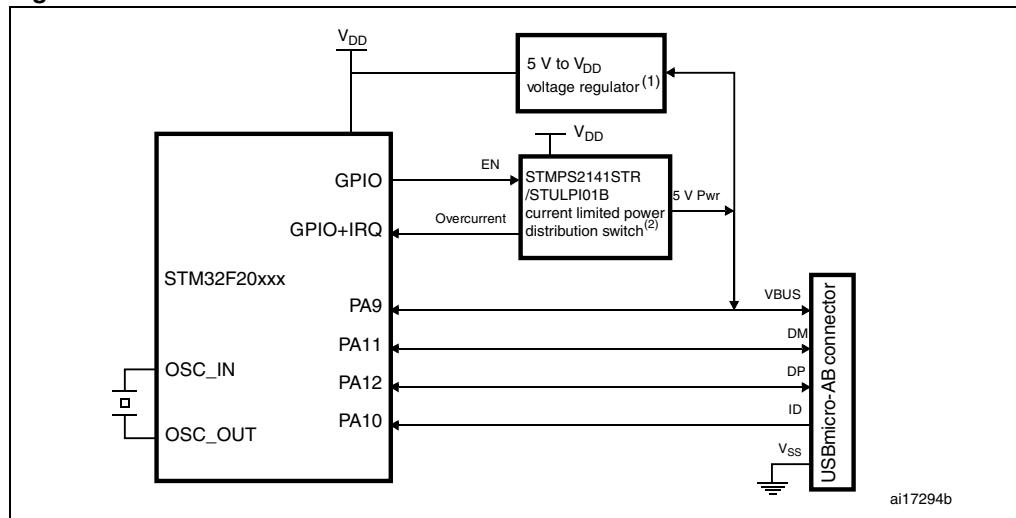 VDD
5 V to VDD
voltage regulator(1)
VDD
GPIO
EN
STMPS2141STR
/STULPI01B
current limited power
distribution switch(2)
5 V Pwr
GPIO+IRQ
Overcurrent
STM32F20xxx
PA9
VBUS
PA11
DM
OSC_IN
PA12
DP
PA10
ID
OSC_OUT
VSS
USBmicro-AB connector
ai17294b